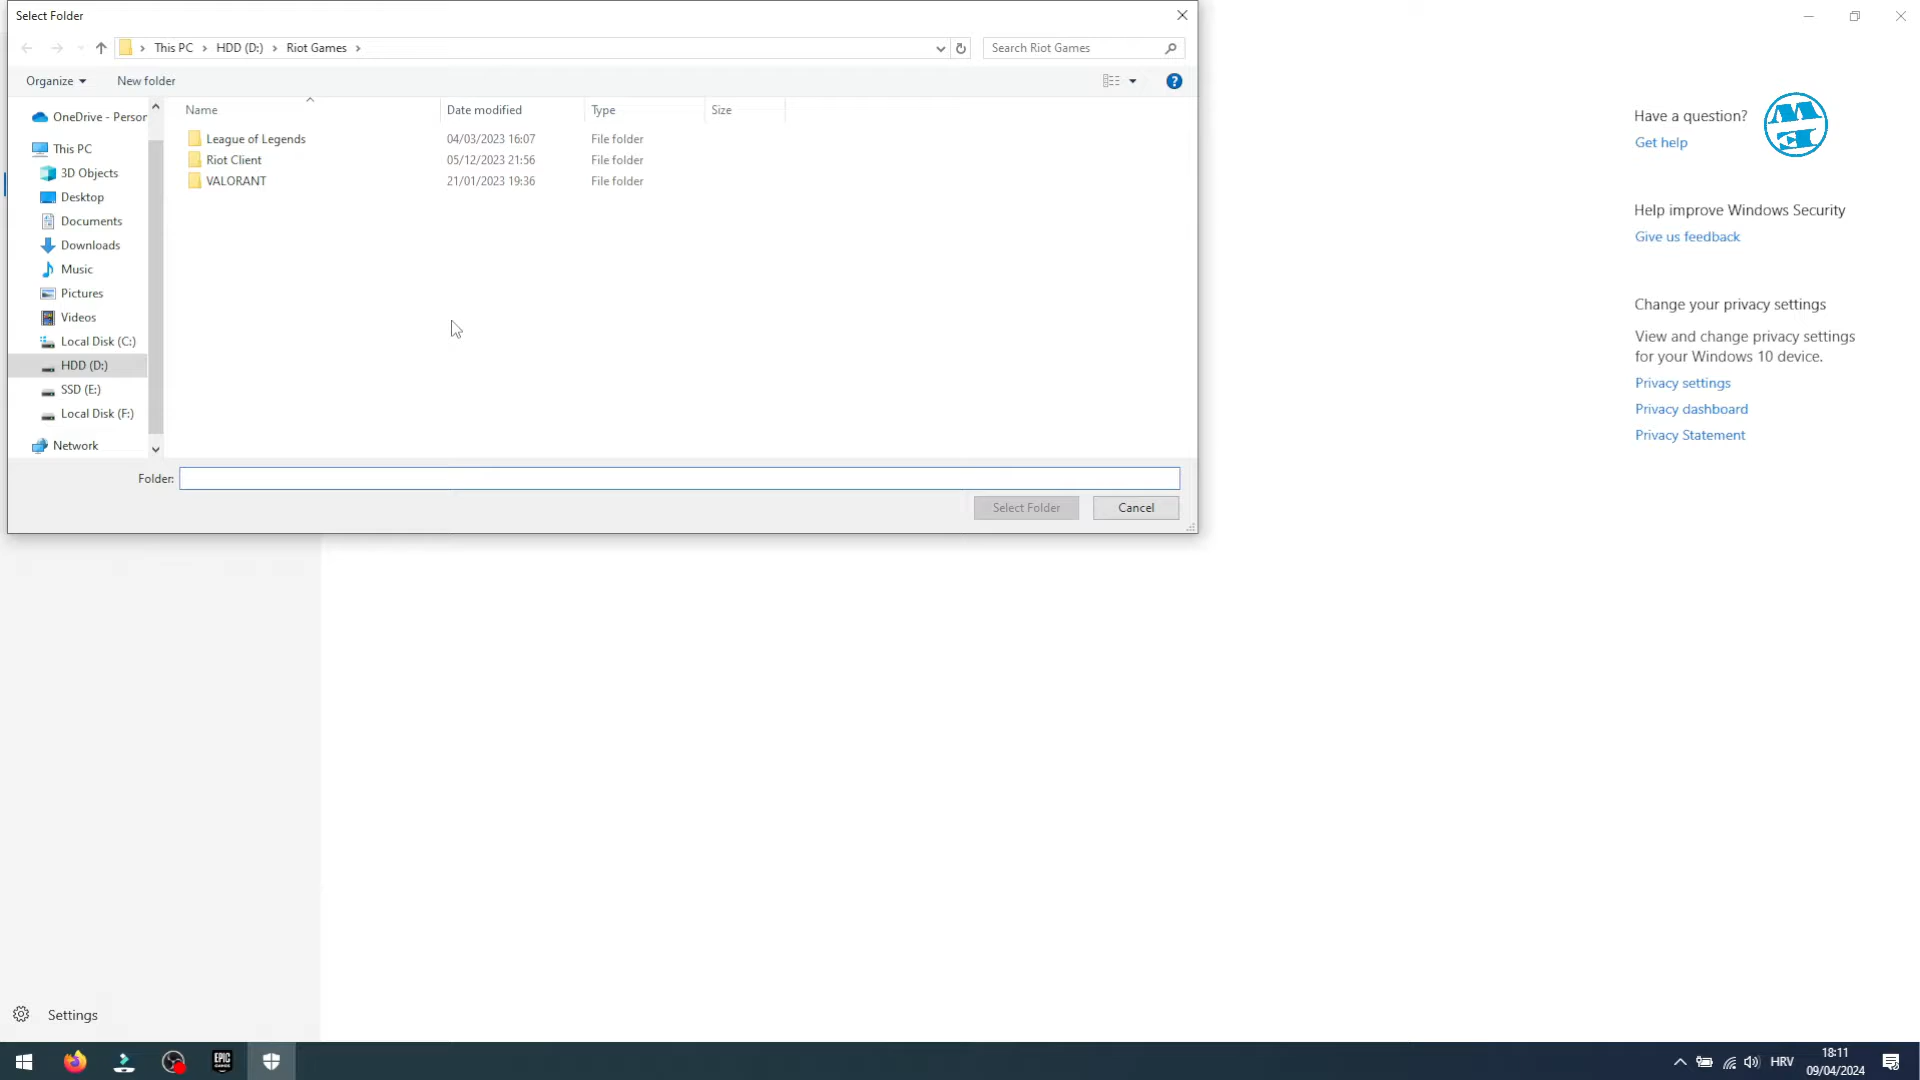 Select Folder
This PC
HDD (D:)
Riot Games
Search Riot Games
Organize
New folder
?
OneDrive - Person
This PC
3D Objects
Desktop
Documents
Downloads
Music
Pictures
Videos
Local Disk (C:)
HDD (D:)
SSD (E:)
Local Disk (F:)
Network
Name Date modified Type Size
League of Legends 04/03/2023 16:07 File folder
Riot Client 05/12/2023 21:56 File folder
VALORANT 21/01/2023 19:36 File folder
Folder:
Select Folder
Cancel
Have a question?
Get help
Help improve Windows Security
Give us feedback
Change your privacy settings
View and change privacy settings
for your Windows 10 device.
Privacy settings
Privacy dashboard
Privacy Statement
Settings
EPIC
GAMES
HRV
18:11
09/04/2024